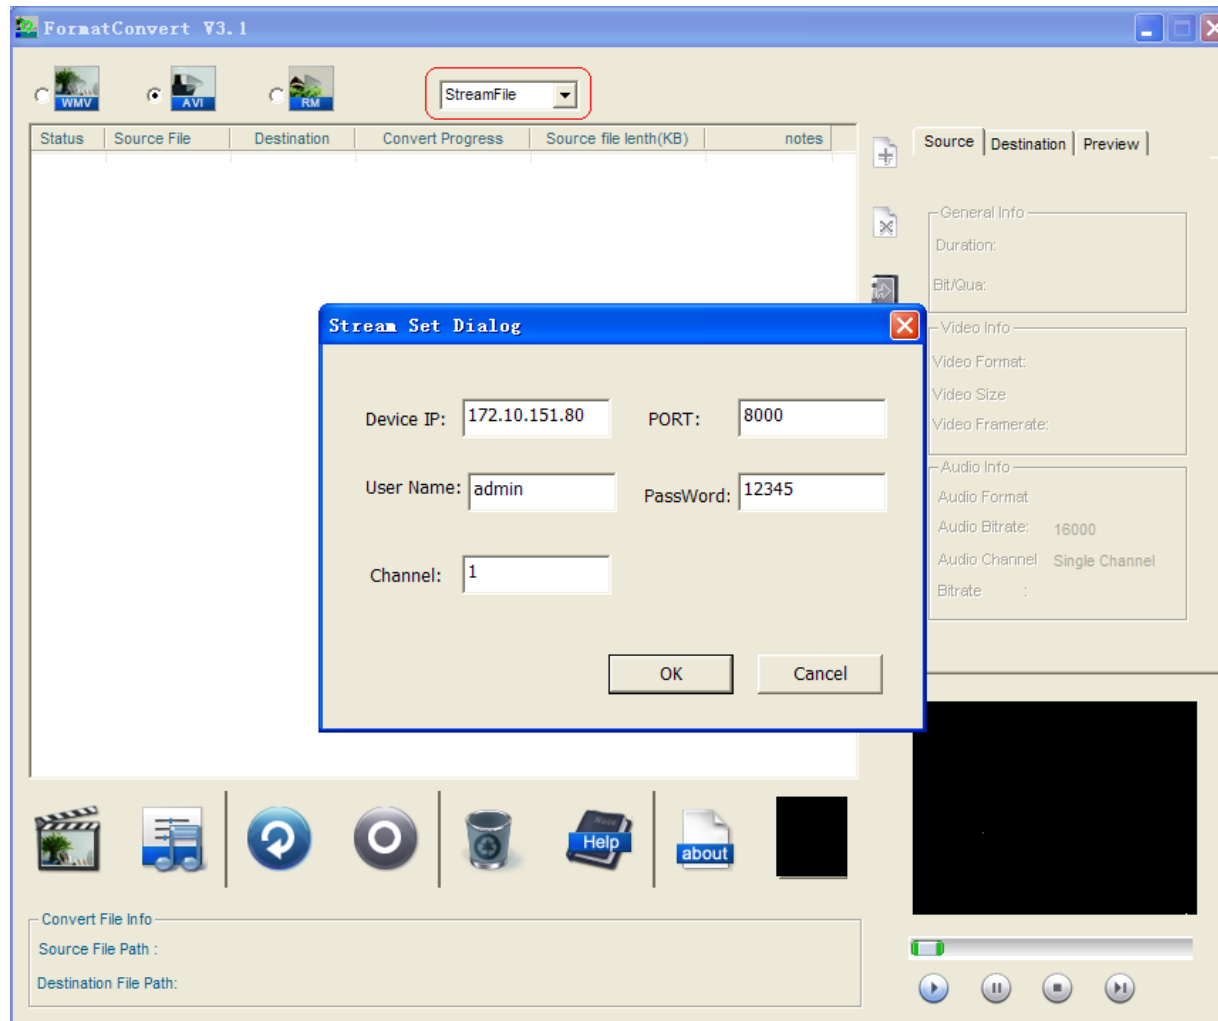 FormatConvert V3.1
WMV
AVI
RM
StreamFile
Status Source File Destination Convert Progress Source file lenth(KB) notes
Source Destination Preview
General Info
Duration:
Bit/Qua:
Video Info
Video Format:
Video Size
Video Framerate:
Audio Info
Audio Format
Audio Bitrate: 16000
Audio Channel Single Channel
Bitrate :
Stream Set Dialog
Device IP: 172.10.151.80 PORT: 8000
User Name: admin PassWord: 12345
Channel: 1
OK Cancel
Note
Help
about
Convert File Info
Source File Path :
Destination File Path: